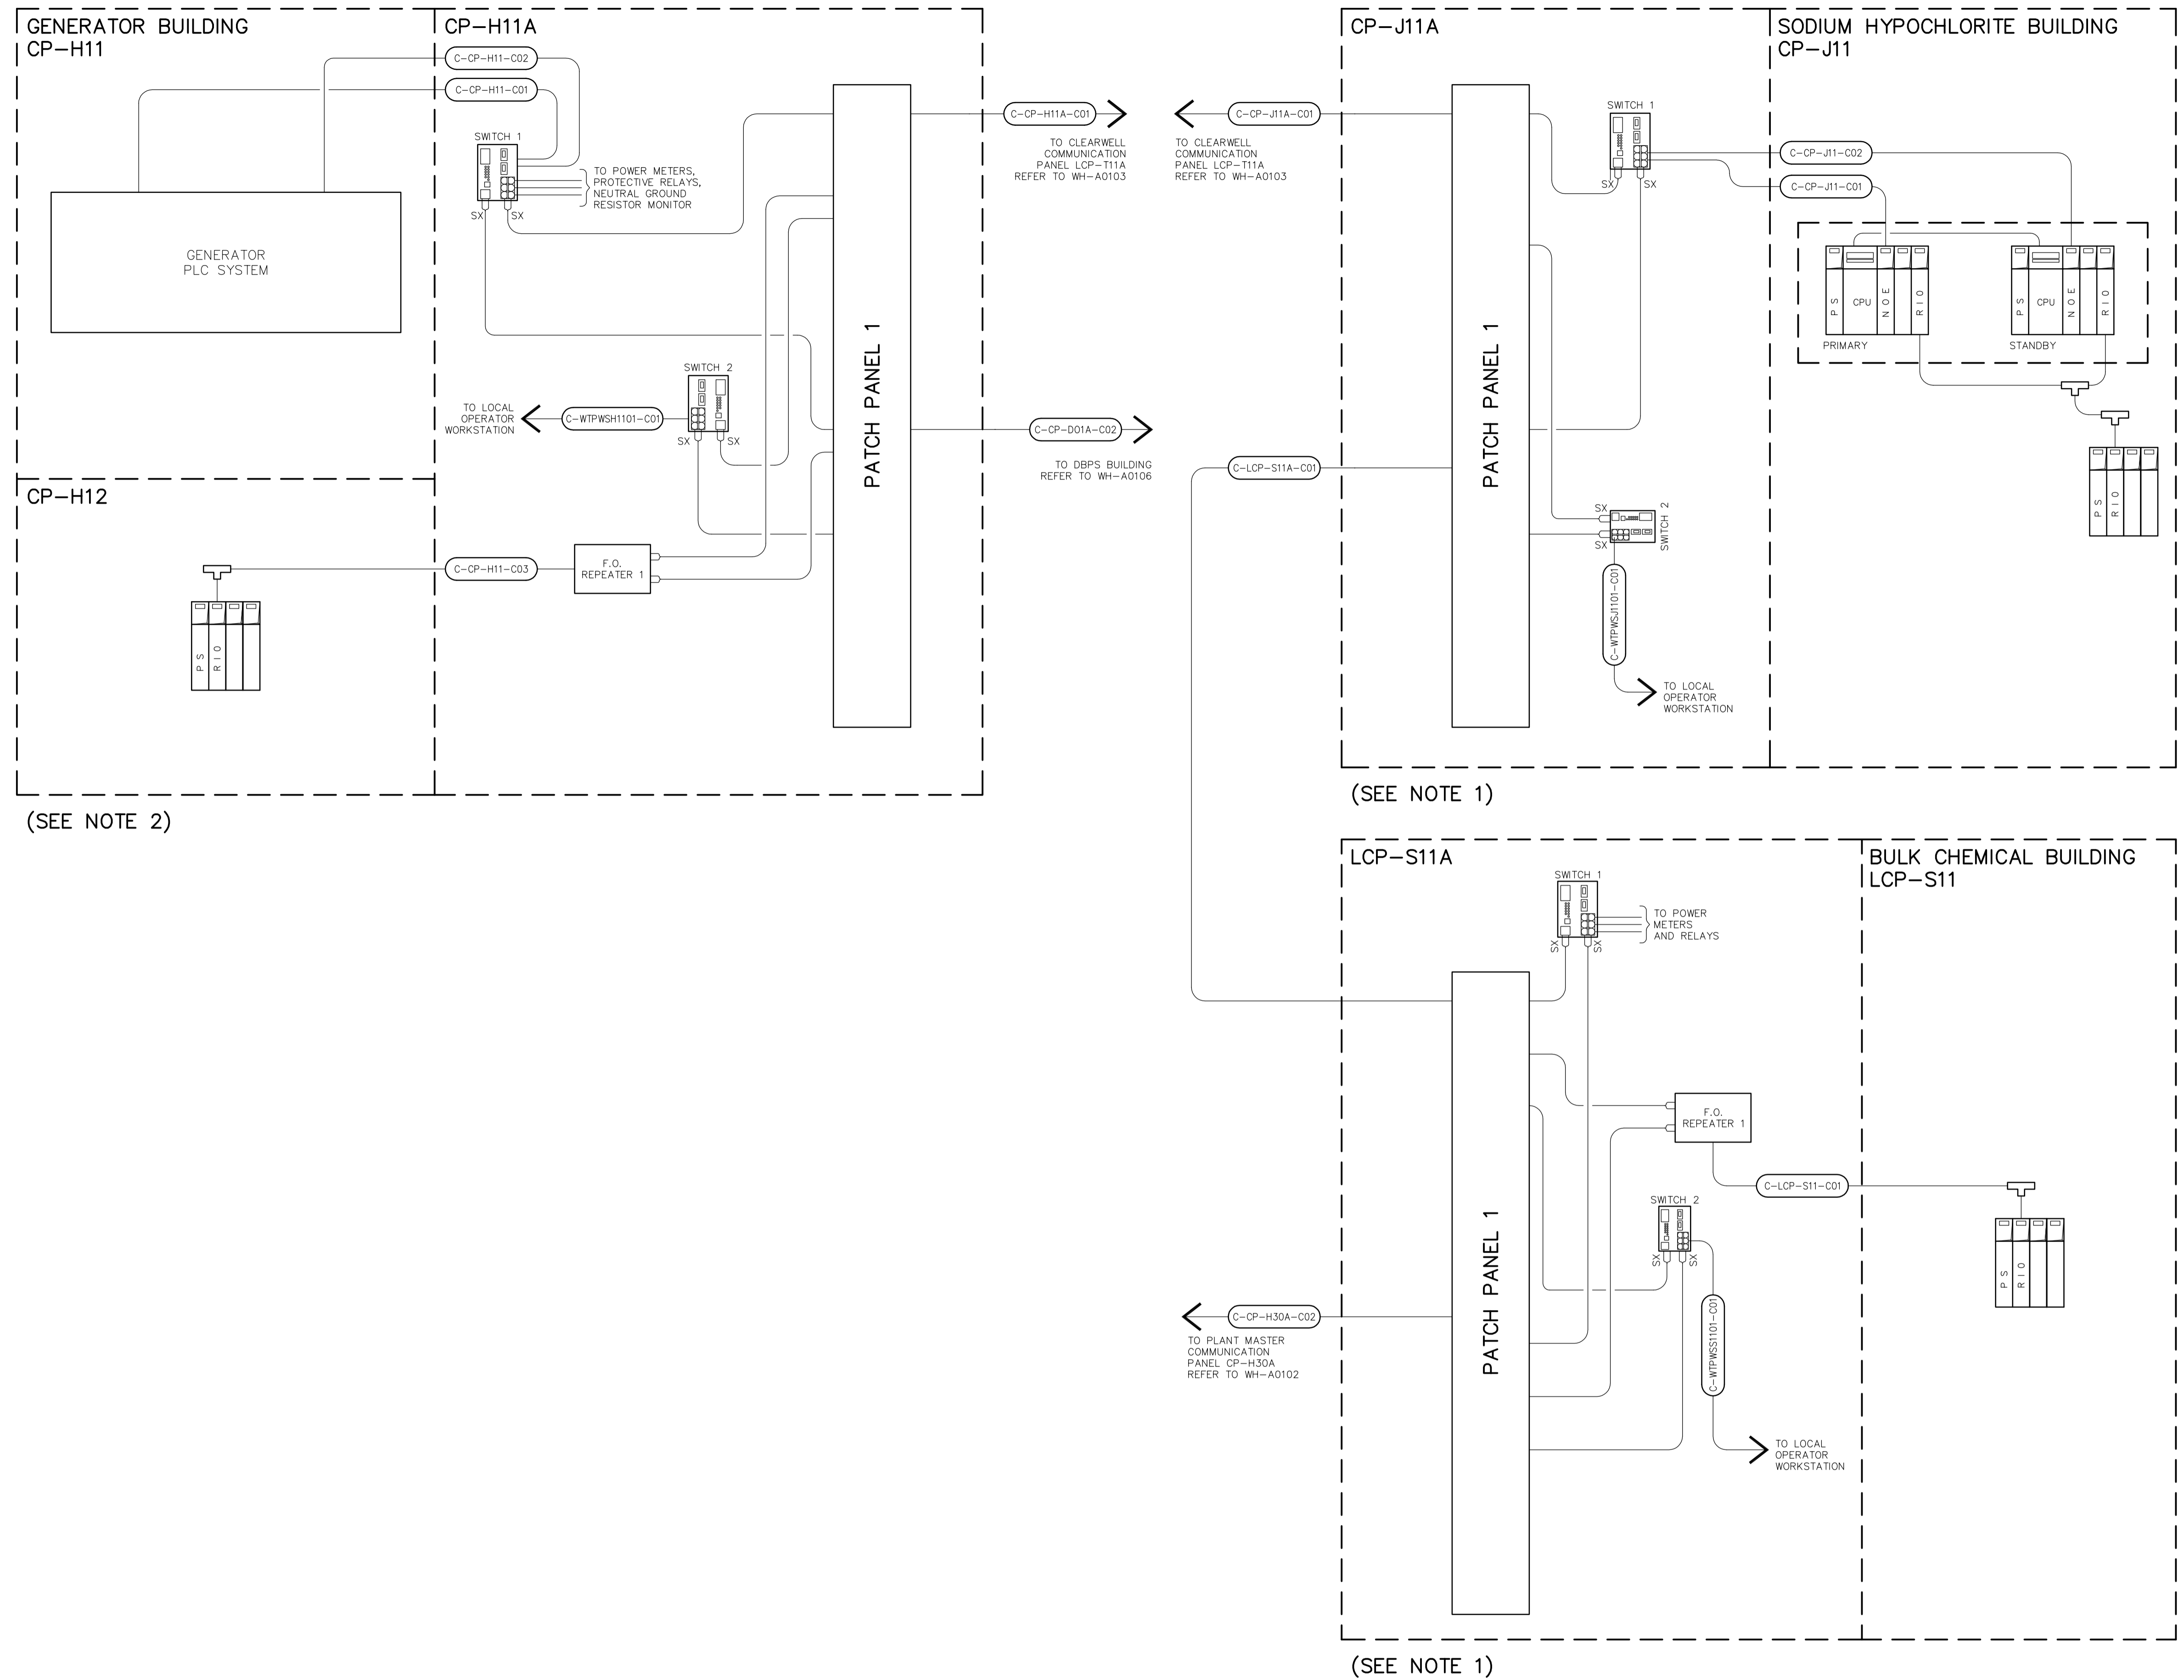 GENERATOR BUILDING
CP-H11
CP-H11A
C-CP-H11-C02
C-CP-H11-C01
SWITCH 1
TO POWER METERS,
PROTECTIVE RELAYS,
NEUTRAL GROUND
RESISTOR MONITOR
SX
SX
GENERATOR
PLC SYSTEM
PATCH PANEL 1
SWITCH 2
TO LOCAL
OPERATOR
WORKSTATION
C-WTPWSH1101-C01
SX
SX
CP-H12
C-CP-H11-C03
F.O.
REPEATER 1
PS
RIO
(SEE NOTE 2)
C-CP-H11A-C01
TO CLEARWELL
COMMUNICATION
PANEL LCP-T11A
REFER TO WH-A0103
C-CP-D01A-C02
TO DBPS BUILDING
REFER TO WH-A0106
C-CP-J11A-C01
TO CLEARWELL
COMMUNICATION
PANEL LCP-T11A
REFER TO WH-A0103
C-LCP-S11A-C01
CP-J11A
SWITCH 1
SX
SX
PATCH PANEL 1
SX
SX
SWITCH 2
C-WTPWSJ1101-C01
TO LOCAL
OPERATOR
WORKSTATION
SODIUM HYPOCHLORITE BUILDING
CP-J11
C-CP-J11-C02
C-CP-J11-C01
PS
CPU
NOE
RIO
PS
CPU
NOE
RIO
PRIMARY
STANDBY
PS
RIO
(SEE NOTE 1)
LCP-S11A
SWITCH 1
TO POWER
METERS
AND RELAYS
SX
SX
PATCH PANEL 1
F.O.
REPEATER 1
C-LCP-S11-C01
SWITCH 2
SX
SX
C-WTPWSS1101-C01
TO LOCAL
OPERATOR
WORKSTATION
C-CP-H30A-C02
TO PLANT MASTER
COMMUNICATION
PANEL CP-H30A
REFER TO WH-A0102
BULK CHEMICAL BUILDING
LCP-S11
PS
RIO
(SEE NOTE 1)